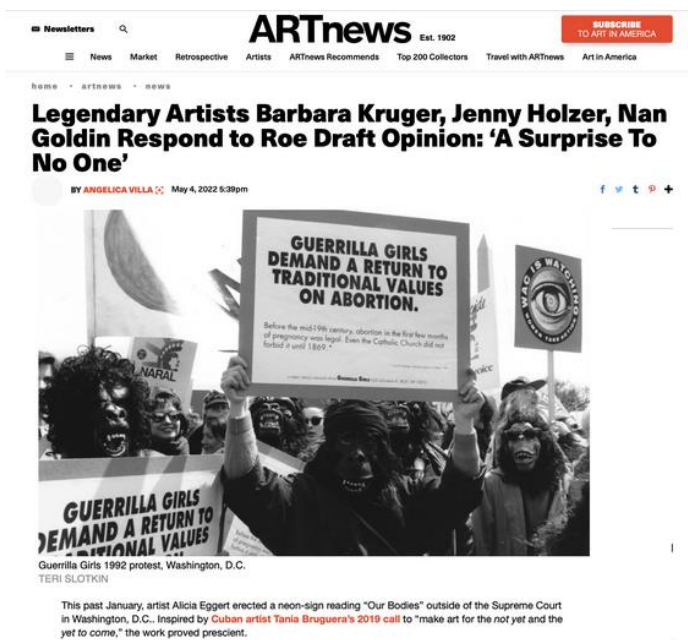 Newsletters
ARTnews Est. 1902
SUBSCRIBE
TO ART IN AMERICA
News Market Retrospective Artists ARTnews Recommends Top 200 Collectors Travel with ARTnews Art in America
home • artnews • news
Legendary Artists Barbara Kruger, Jenny Holzer, Nan
Goldin Respond to Roe Draft Opinion: ‘A Surprise To
No One’
BY ANGELICA VILLA May 4, 2022 5:39pm
GUERRILLA GIRLS
DEMAND A RETURN TO
TRADITIONAL VALUES
ON ABORTION.
Before the mid-19th century, abortion in the first few months
of pregnancy was legal. Even the Catholic Church did not
forbid it until 1869.*
GUERRILLA GIRLS
WAC IS WATCHING
WOMEN TAKE ACTION
NARAL
GUERRILLA GIRLS
DEMAND A RETURN TO
TRADITIONAL VALUES
Guerrilla Girls 1992 protest, Washington, D.C.
TERI SLOTKIN
This past January, artist Alicia Eggert erected a neon-sign reading “Our Bodies” outside of the Supreme Court
in Washington, D.C.. Inspired by Cuban artist Tania Bruguera’s 2019 call to “make art for the not yet and the
yet to come,” the work proved prescient.